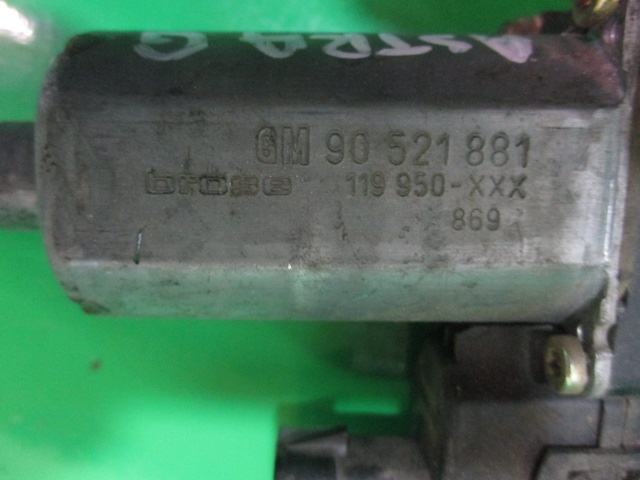 ASTRA G
GM 90 521 881
brose 119 950-XXX
869